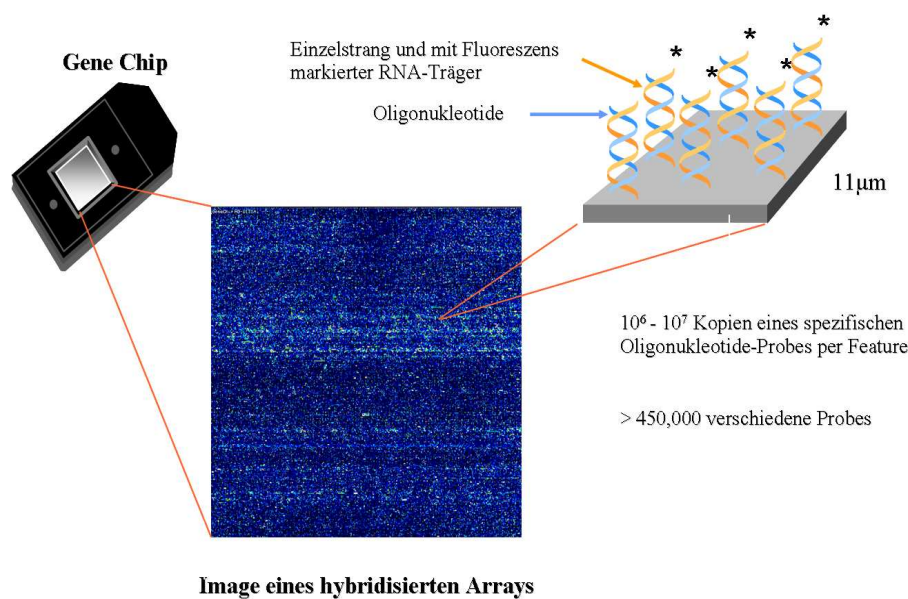 Gene Chip
Einzelstrang und mit Fluoreszens
markierter RNA-Träger
Oligonukleotide
* * * * *
11µm
10⁶ - 10⁷ Kopien eines spezifischen
Oligonukleotide-Probes per Feature
> 450,000 verschiedene Probes
Image eines hybridisierten Arrays